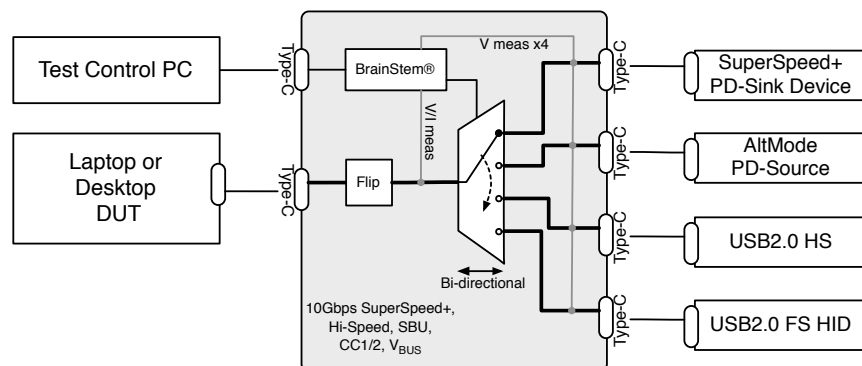 Test Control PC
Type-C
BrainStem®
V meas x4
V/I meas
Type-C
SuperSpeed+
PD-Sink Device
Laptop or
Desktop
DUT
Type-C
Flip
Type-C
AltMode
PD-Source
Type-C
USB2.0 HS
Bi-directional
10Gbps SuperSpeed+,
Hi-Speed, SBU,
CC1/2, VBUS
Type-C
USB2.0 FS HID